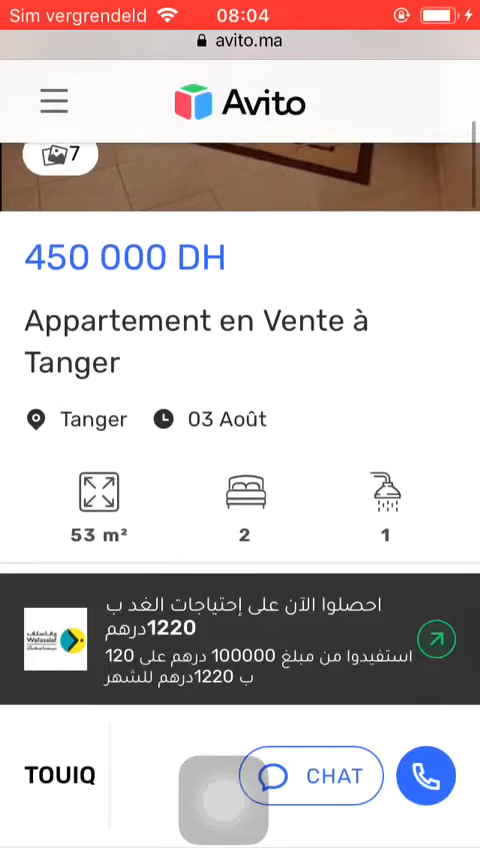 Sim vergrendeld 08:04
avito.ma
Avito
7
450 000 DH
Appartement en Vente à
Tanger
Tanger 03 Août
53 m² 2 1
احصلوا الآن على إحتياجات الغد ب
1220درهم
استفيدوا من مبلغ 100000 درهم على 120
ب 1220درهم للشهر
وفاسلف
Wafasalaf
TOUIQ
CHAT